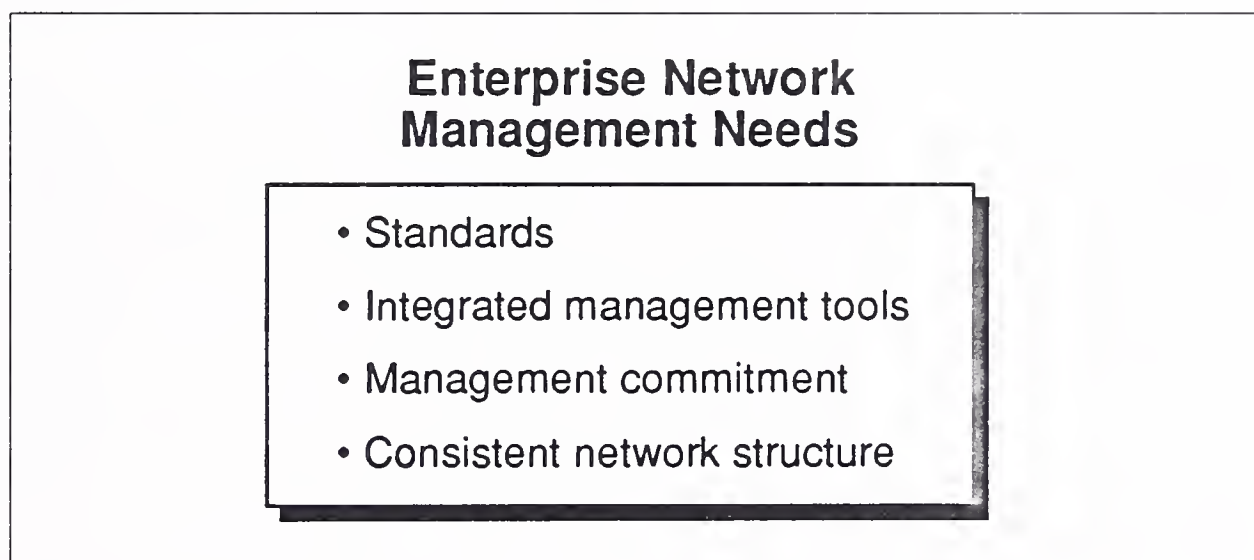 Enterprise Network
Management Needs
• Standards
• Integrated management tools
• Management commitment
• Consistent network structure